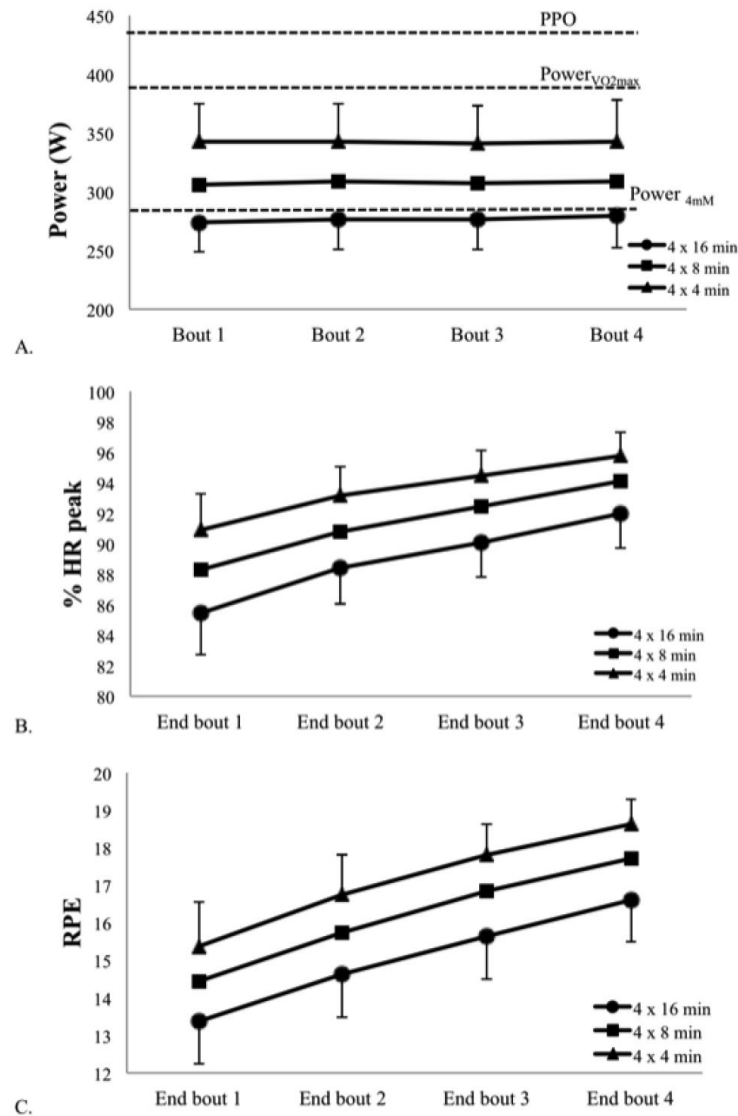 450
PPO
400
Power VO2max
350
Power (W)
300
Power 4mM
250
4 x 16 min
4 x 8 min
4 x 4 min
200
Bout 1 Bout 2 Bout 3 Bout 4
A.
100
98
96
94
92
% HR peak
90
88
86
84
82
80
4 x 16 min
4 x 8 min
4 x 4 min
End bout 1 End bout 2 End bout 3 End bout 4
B.
20
19
18
17
16
RPE
15
14
13
12
4 x 16 min
4 x 8 min
4 x 4 min
End bout 1 End bout 2 End bout 3 End bout 4
C.